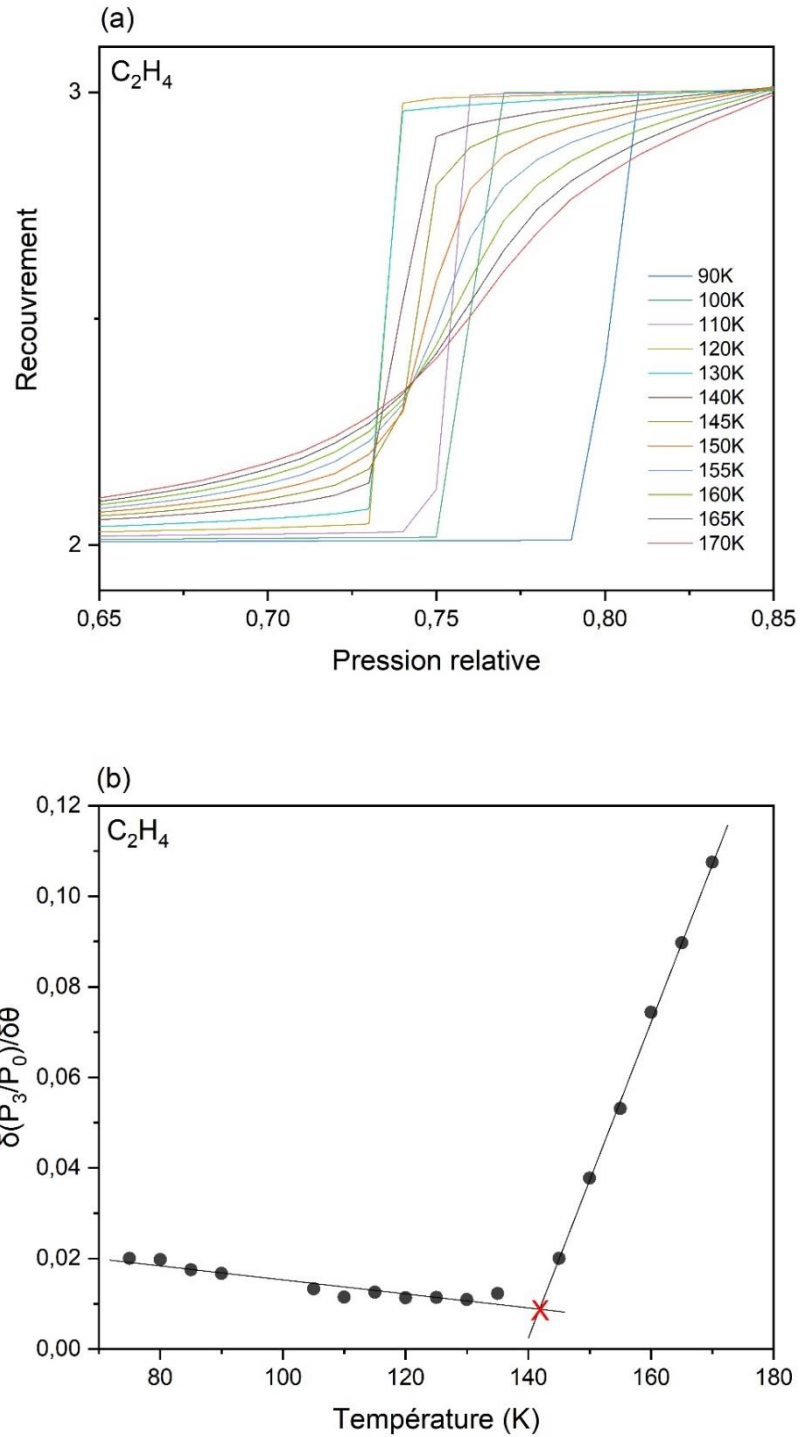 (a)
C₂H₄
3
2
Recouvrement
90K
100K
110K
120K
130K
140K
145K
150K
155K
160K
165K
170K
0,65 0,70 0,75 0,80 0,85
Pression relative
(b)
0,12
C₂H₄
0,10
0,08
0,06
0,04
0,02
0,00
δ(P₃/P₀)/δθ
80 100 120 140 160 180
Température (K)